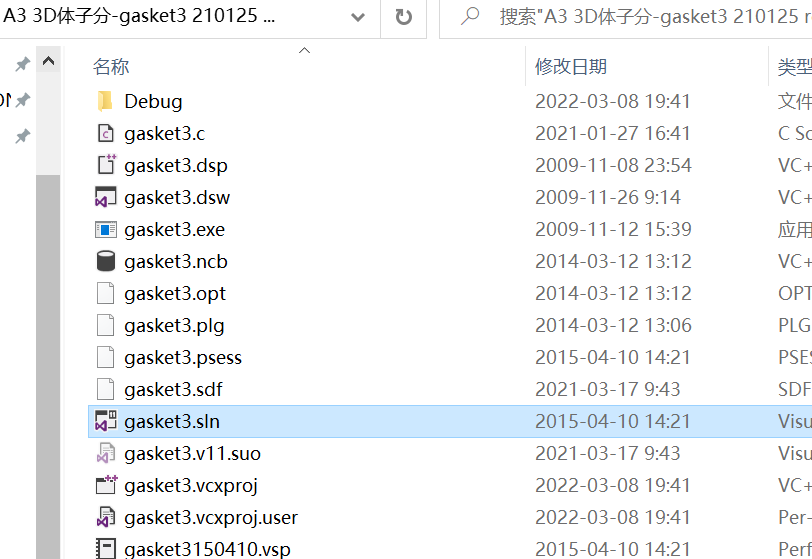 A3 3D体子分-gasket3 210125 ...
搜索"A3 3D体子分-gasket3 210125 r
名称 修改日期 类型
Debug 2022-03-08 19:41 文件
gasket3.c 2021-01-27 16:41 C So
gasket3.dsp 2009-11-08 23:54 VC+
gasket3.dsw 2009-11-26 9:14 VC+
gasket3.exe 2009-11-12 15:39 应用
gasket3.ncb 2014-03-12 13:12 VC+
gasket3.opt 2014-03-12 13:12 OPT
gasket3.plg 2014-03-12 13:06 PLG
gasket3.psess 2015-04-10 14:21 PSES
gasket3.sdf 2021-03-17 9:43 SDF
gasket3.sln 2015-04-10 14:21 Visu
gasket3.v11.suo 2021-03-17 9:43 Visu
gasket3.vcxproj 2022-03-08 19:41 VC+
gasket3.vcxproj.user 2022-03-08 19:41 Per-
gasket3150410.vsp 2015-04-10 14:21 Perf